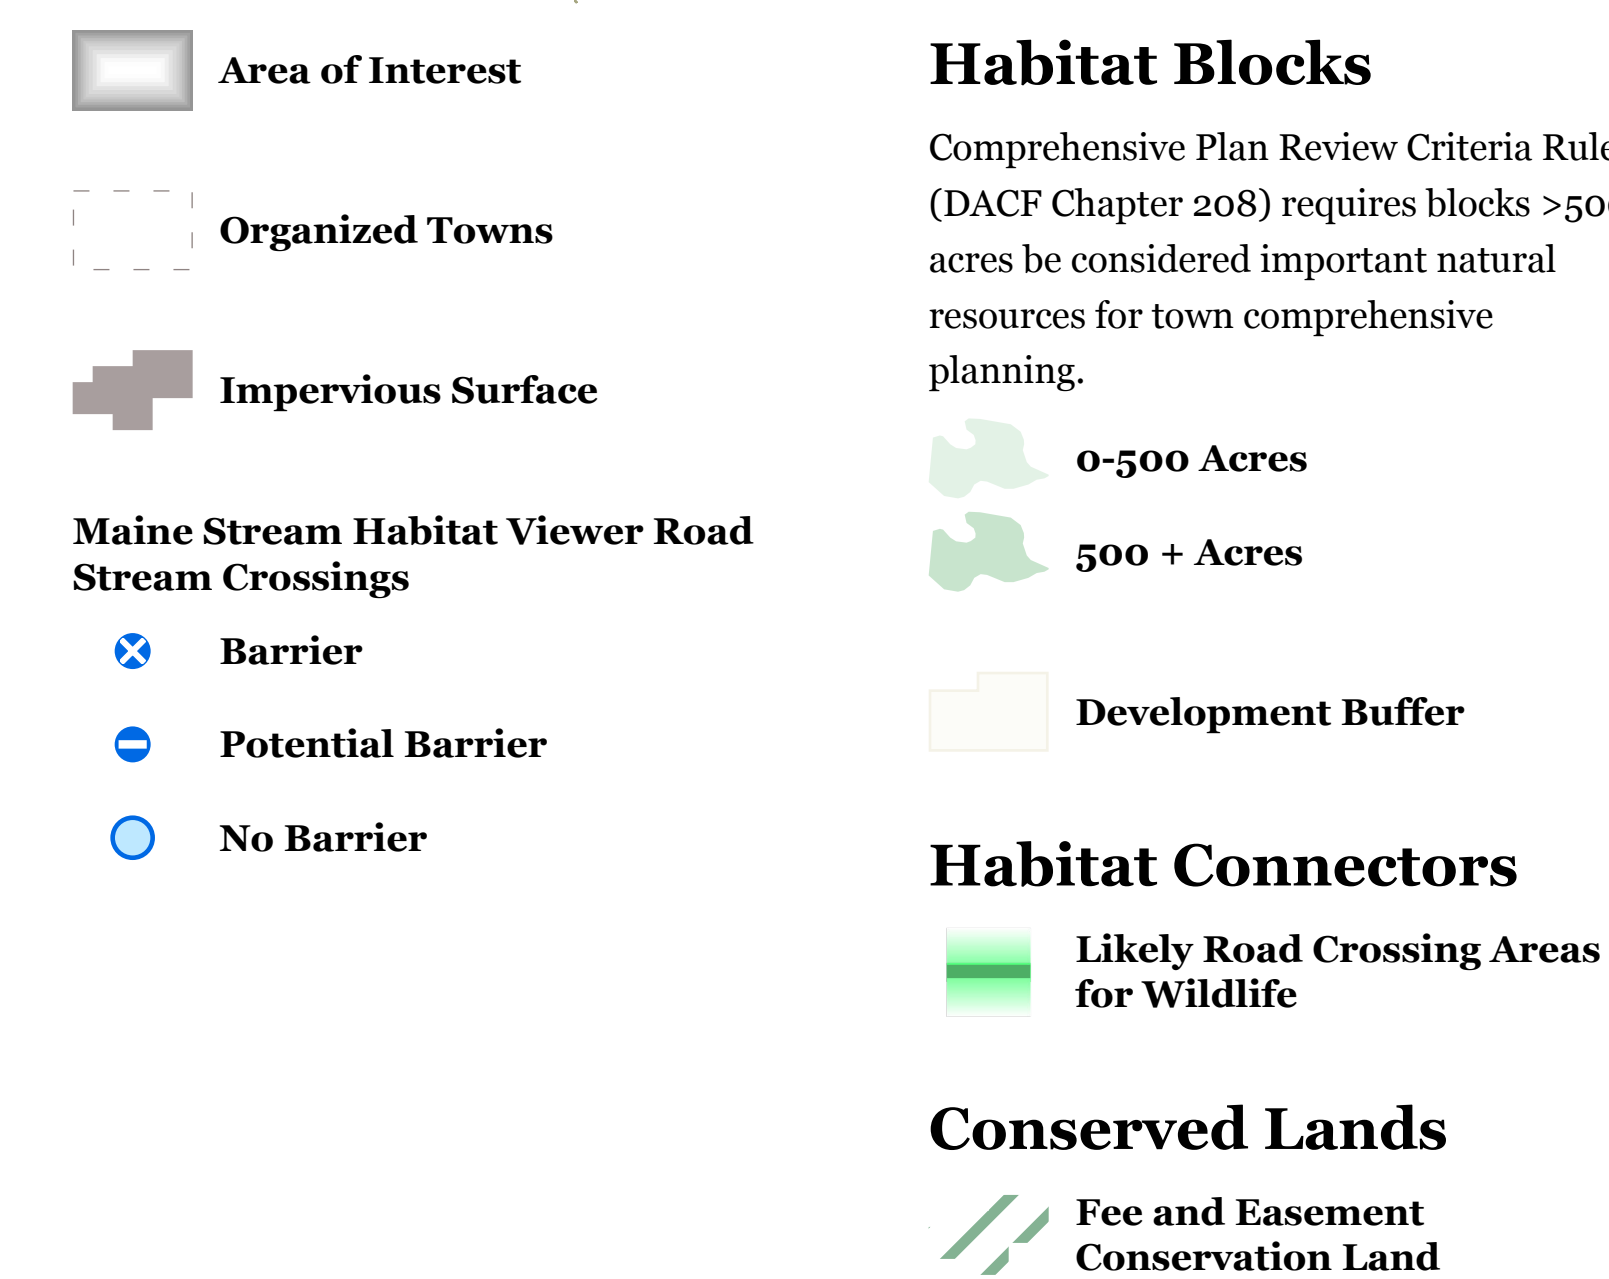 Area of Interest
Organized Towns
Impervious Surface
Maine Stream Habitat Viewer Road
Stream Crossings
Barrier
Potential Barrier
No Barrier
Habitat Blocks
Comprehensive Plan Review Criteria Rule
(DACF Chapter 208) requires blocks >500
acres be considered important natural
resources for town comprehensive
planning.
0-500 Acres
500 + Acres
Development Buffer
Habitat Connectors
Likely Road Crossing Areas
for Wildlife
Conserved Lands
Fee and Easement
Conservation Land